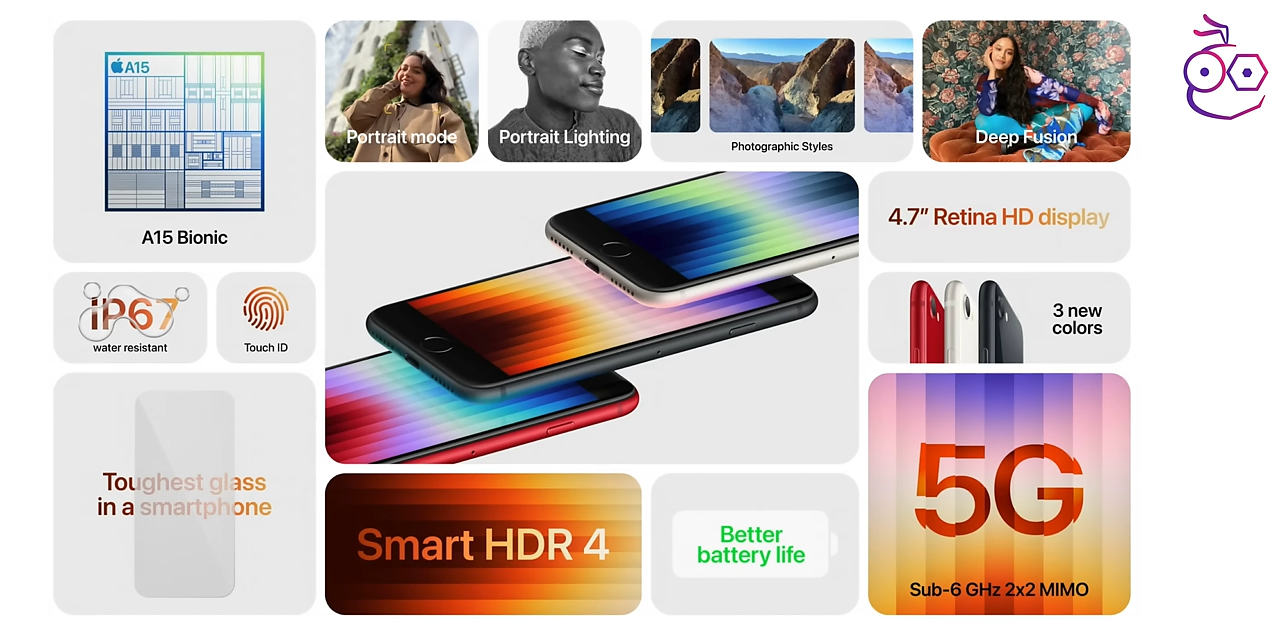 A15
A15 Bionic
Portrait mode
Portrait Lighting
Photographic Styles
Deep Fusion
4.7” Retina HD display
IP67
water resistant
Touch ID
3 new
colors
Toughest glass
in a smartphone
Smart HDR 4
Better
battery life
5G
Sub-6 GHz 2x2 MIMO